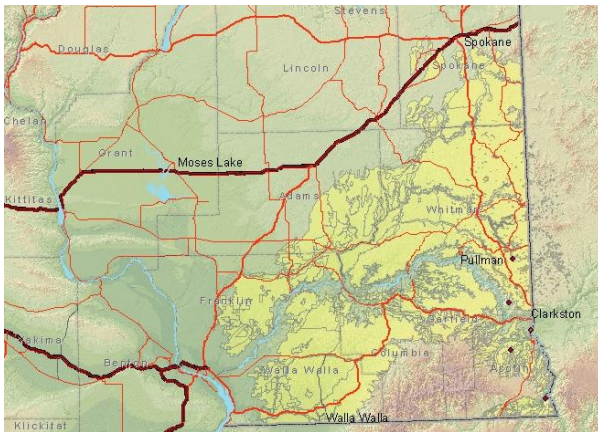 Stevens
Spokane
Douglas
Lincoln
Spokane
Chelan
Grant
Moses Lake
Kittitas
Adams
Whitman
Pullman
Franklin
Clarkston
Garfield
Yakima
Benton
Columbia
Walla Walla
Asotin
Walla Walla
Klickitat